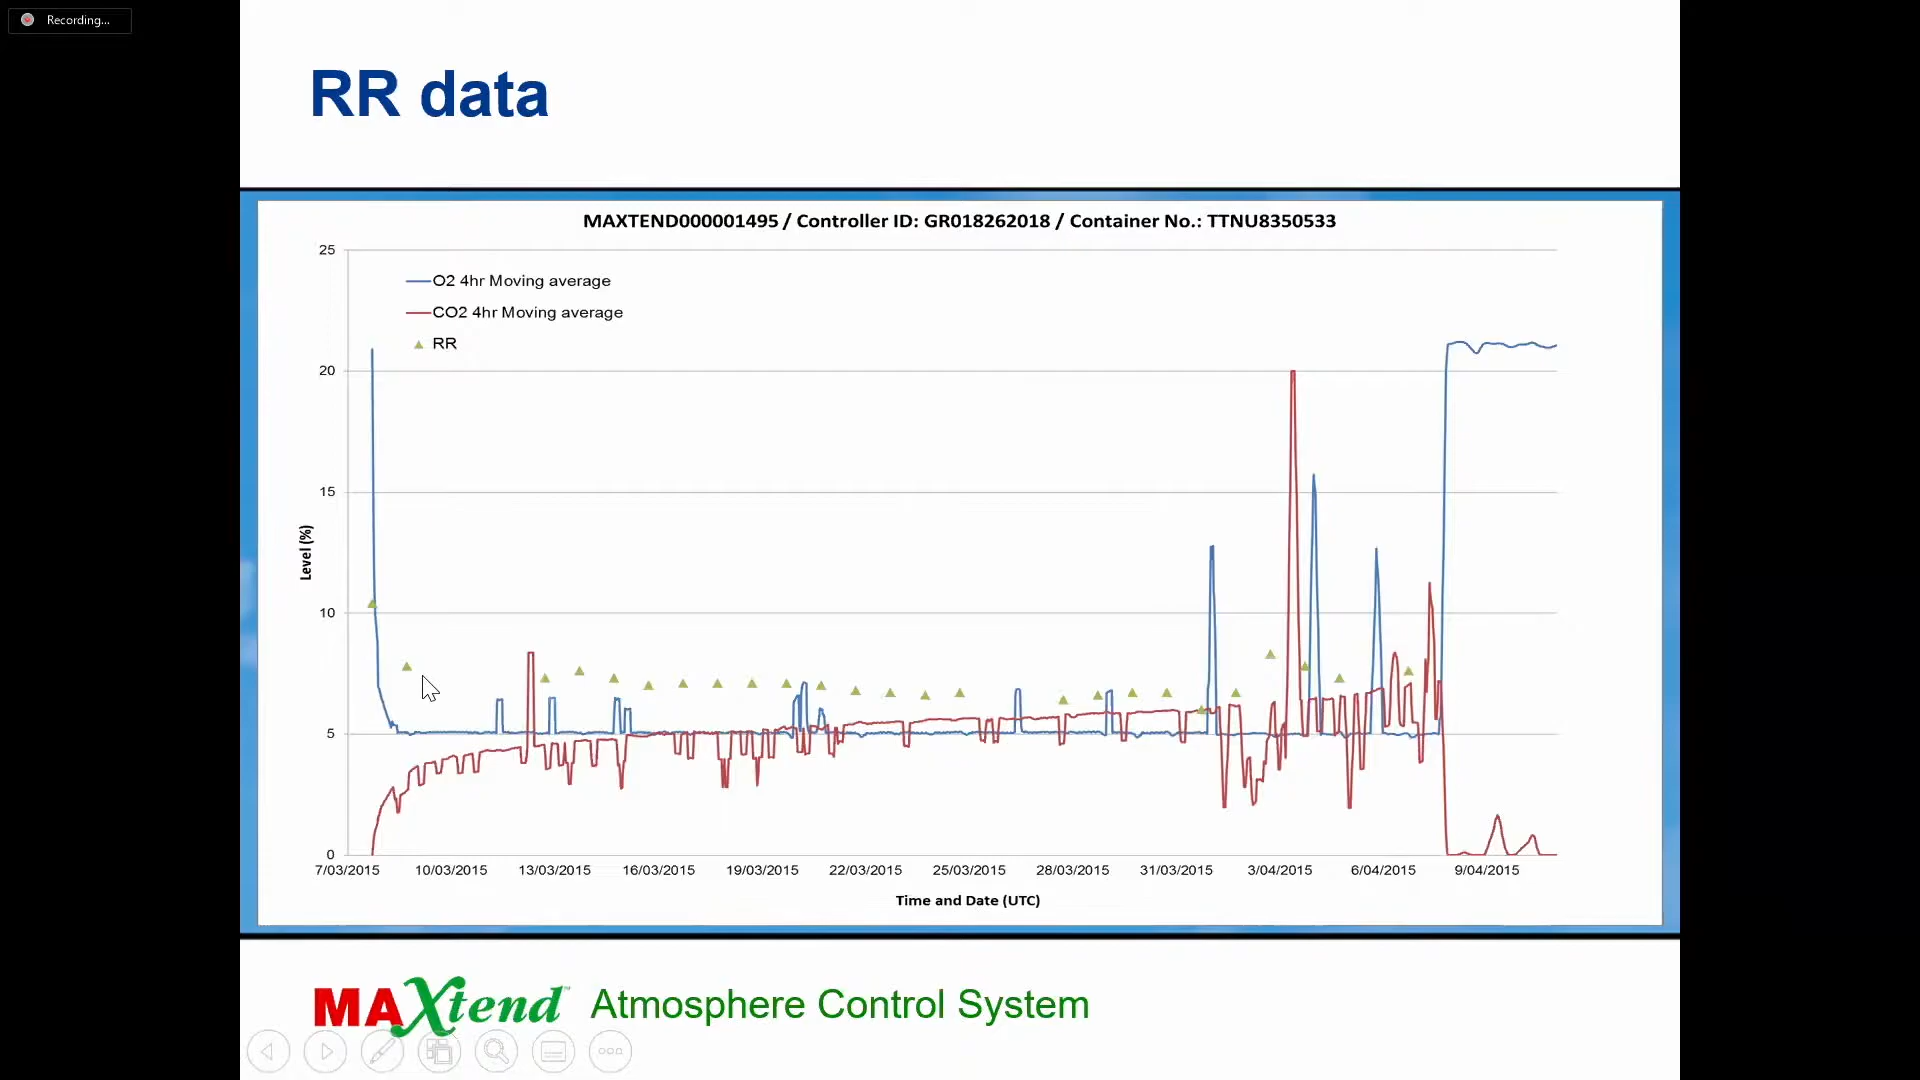 Recording...
RR data
MAXTEND000001495 / Controller ID: GR018262018 / Container No.: TTNU8350533
25
20
15
10
5
0
Level (%)
O2 4hr Moving average
CO2 4hr Moving average
RR
7/03/2015 10/03/2015 13/03/2015 16/03/2015 19/03/2015 22/03/2015 25/03/2015 28/03/2015 31/03/2015 3/04/2015 6/04/2015 9/04/2015
Time and Date (UTC)
MAXtend™ Atmosphere Control System